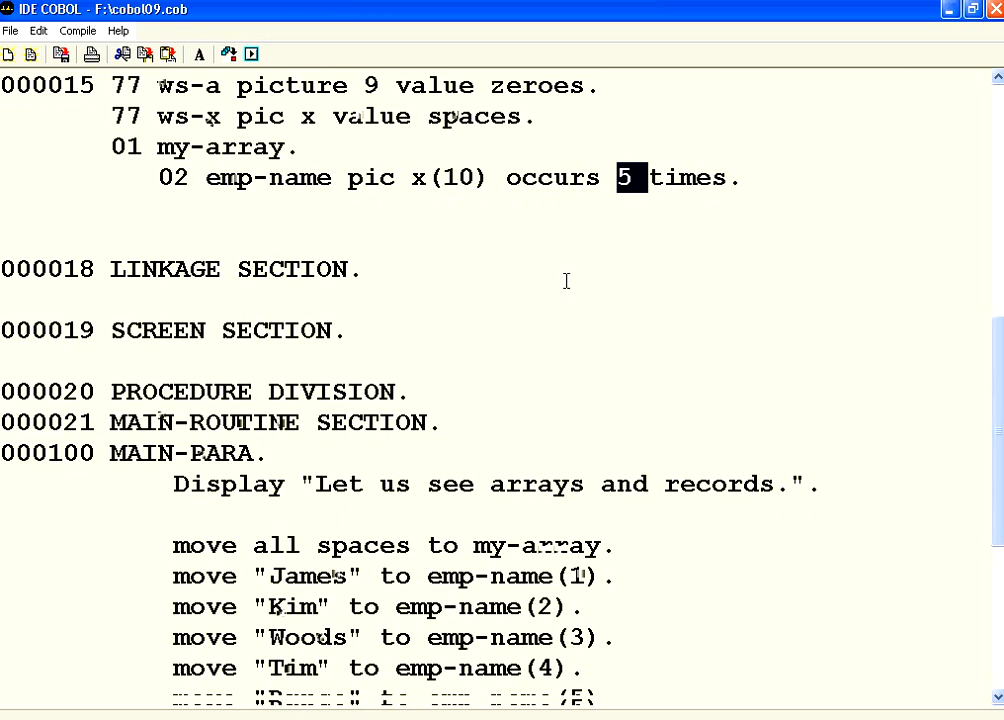 IDE COBOL - F:\cobol09.cob
File Edit Compile Help
000015 77 ws-a picture 9 value zeroes.
77 ws-x pic x value spaces.
01 my-array.
02 emp-name pic x(10) occurs 5 times.
000018 LINKAGE SECTION.
000019 SCREEN SECTION.
000020 PROCEDURE DIVISION.
000021 MAIN-ROUTINE SECTION.
000100 MAIN-PARA.
Display "Let us see arrays and records.".
move all spaces to my-array.
move "James" to emp-name(1).
move "Kim" to emp-name(2).
move "Woods" to emp-name(3).
move "Tim" to emp-name(4).